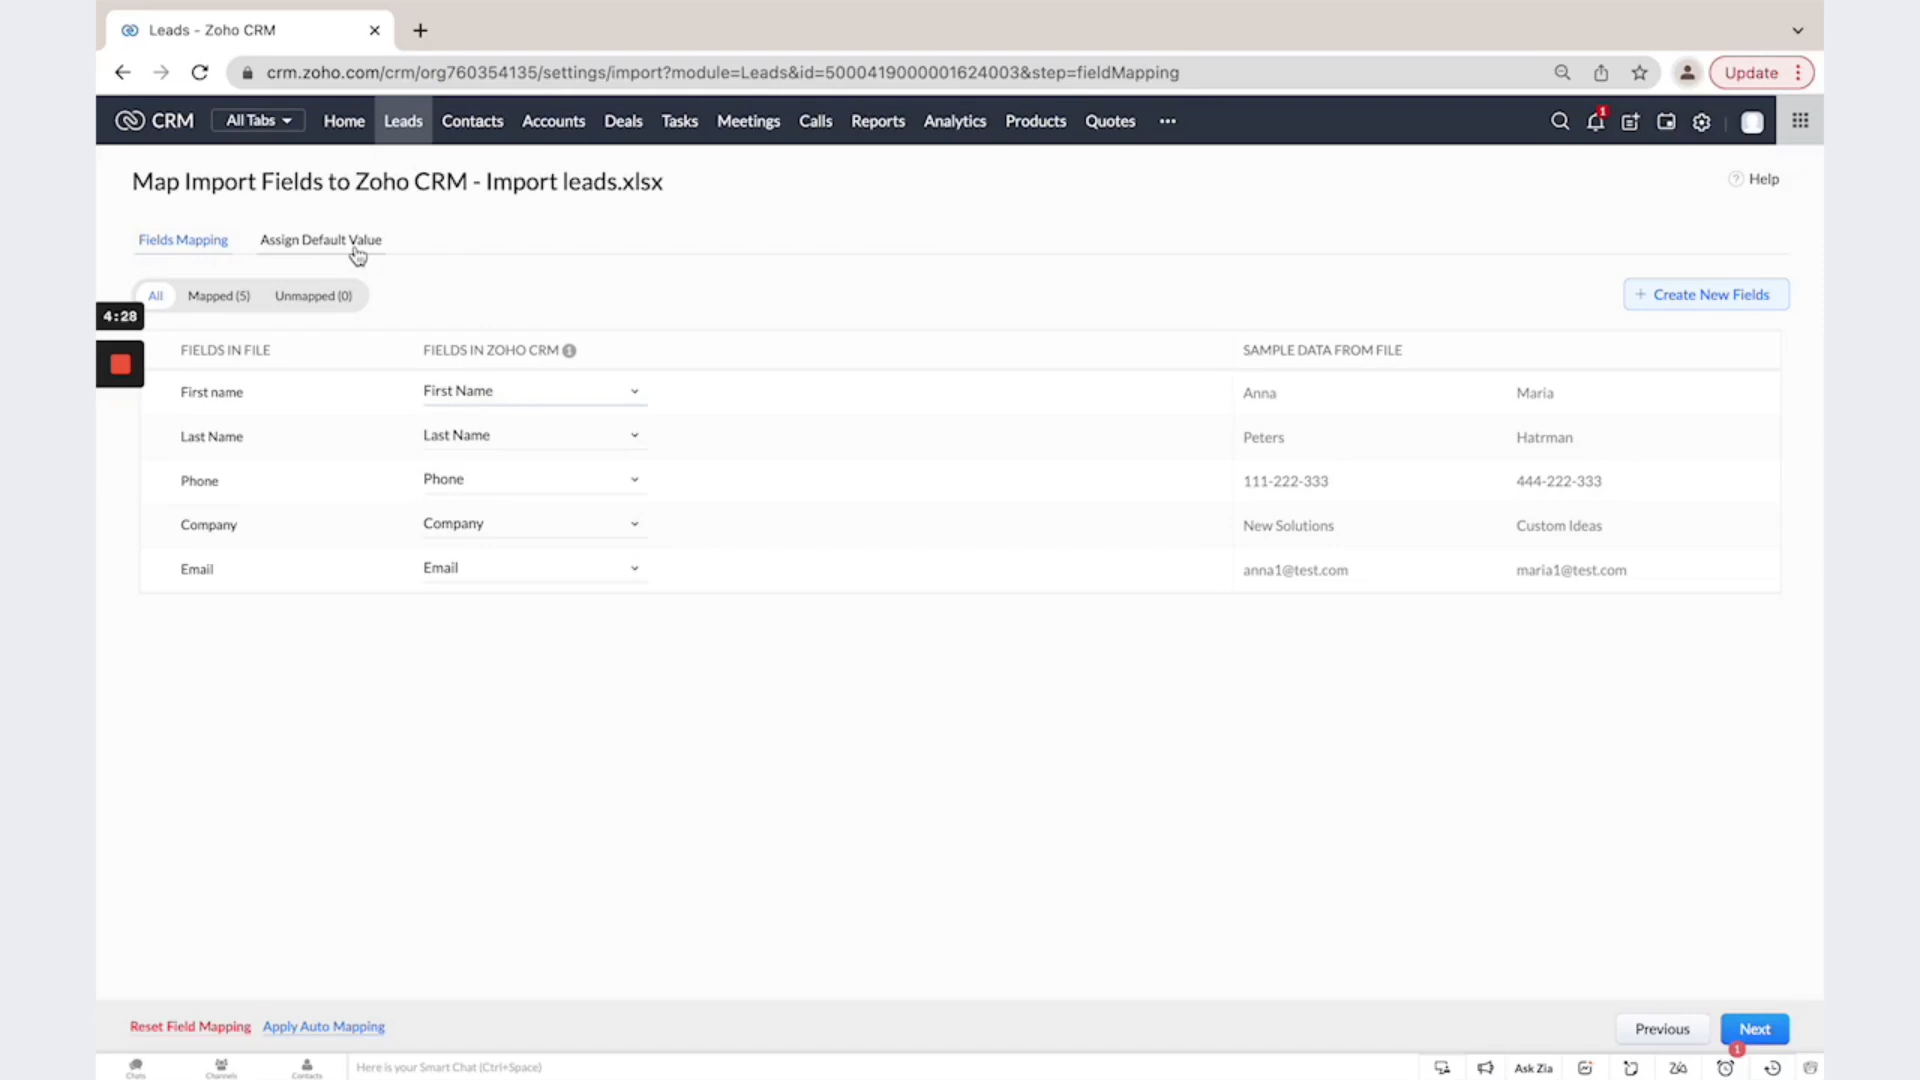 Leads - Zoho CRM
crm.zoho.com/crm/org760354135/settings/import?module=Leads&id=5000419000001624003&step=fieldMapping
Update
CRM All Tabs Home Leads Contacts Accounts Deals Tasks Meetings Calls Reports Analytics Products Quotes
1
Map Import Fields to Zoho CRM - Import leads.xlsx
? Help
Fields Mapping Assign Default Value
All Mapped (5) Unmapped (0)
+ Create New Fields
4:28
FIELDS IN FILE FIELDS IN ZOHO CRM SAMPLE DATA FROM FILE
First name First Name Anna Maria
Last Name Last Name Peters Hatrman
Phone Phone 111-222-333 444-222-333
Company Company New Solutions Custom Ideas
Email Email anna1@test.com maria1@test.com
Reset Field Mapping Apply Auto Mapping Previous Next
1
Chats Channels Contacts Here is your Smart Chat (Ctrl+Space) Ask Zia